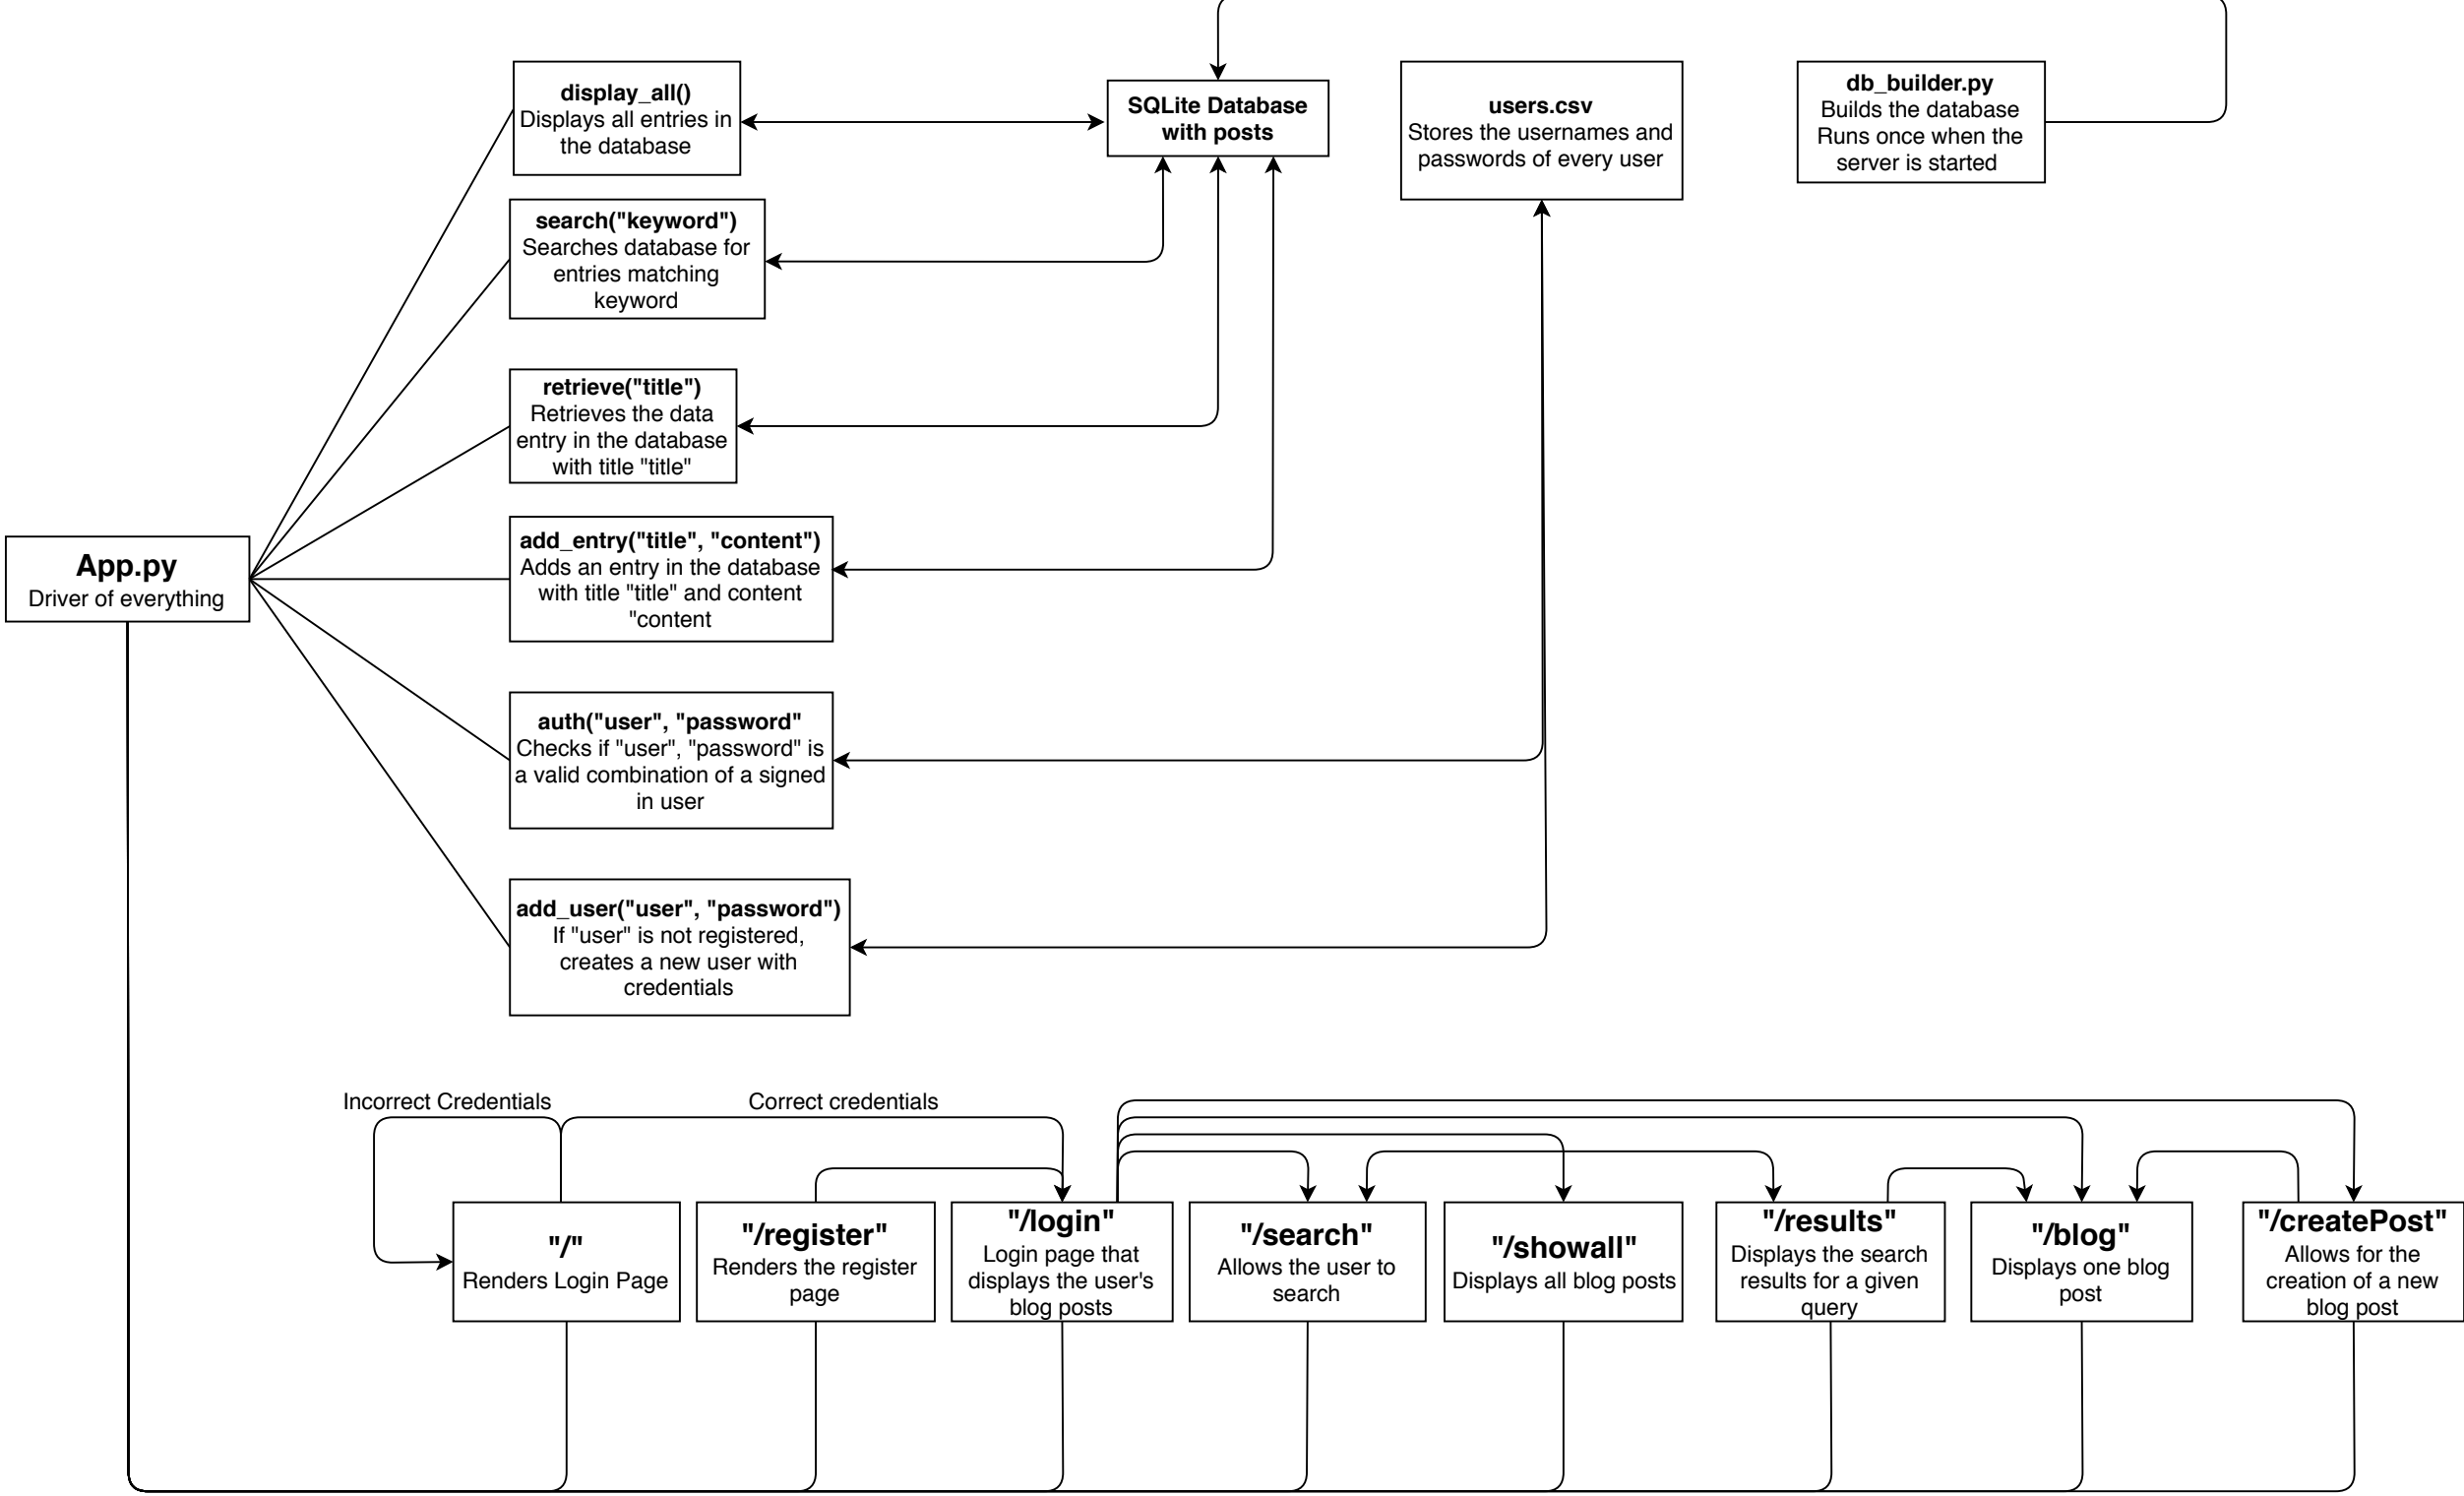 display_all()
Displays all entries in
the database
SQLite Database
with posts
users.csv
Stores the usernames and
passwords of every user
db_builder.py
Builds the database
Runs once when the
server is started
search("keyword")
Searches database for
entries matching
keyword
retrieve("title")
Retrieves the data
entry in the database
with title "title"
App.py
Driver of everything
add_entry("title", "content")
Adds an entry in the database
with title "title" and content
"content
auth("user", "password"
Checks if "user", "password" is
a valid combination of a signed
in user
add_user("user", "password")
If "user" is not registered,
creates a new user with
credentials
Incorrect Credentials
Correct credentials
"/"
Renders Login Page
"/register"
Renders the register
page
"/login"
Login page that
displays the user's
blog posts
"/search"
Allows the user to
search
"/showall"
Displays all blog posts
"/results"
Displays the search
results for a given
query
"/blog"
Displays one blog
post
"/createPost"
Allows for the
creation of a new
blog post